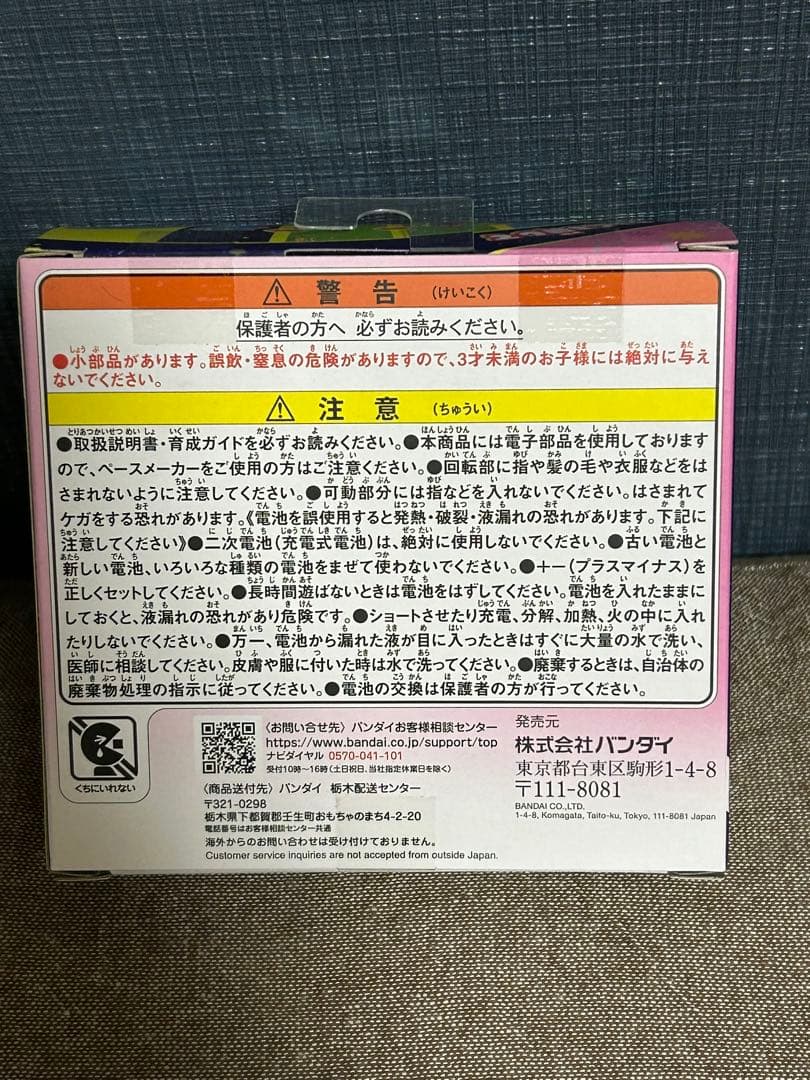 警告 (けいこく)
保護者の方へ 必ずお読みください。
●小部品があります。誤飲・窒息の危険がありますので、3才未満のお子様には絶対に与え
ないでください。
注意 (ちゅうい)
●取扱説明書・育成ガイドを必ずお読みください。●本商品には電子部品を使用しております
ので、ペースメーカーをご使用の方はご注意ください。●回転部に指や髪の毛や衣服などをは
さまれないように注意してください。●可動部分には指などを入れないでください。はさまれて
ケガをする恐れがあります。《電池を誤使用すると発熱・破裂・液漏れの恐れがあります。下記に
注意してください》●二次電池(充電式電池)は、絶対に使用しないでください。●古い電池と
新しい電池、いろいろな種類の電池をまぜて使わないでください。●+-(プラスマイナス)を
正しくセットしてください。●長時間遊ばないときは電池をはずしてください。電池を入れたままに
しておくと、液漏れの恐れがあり危険です。●ショートさせたり充電、分解、加熱、火の中に入れ
たりしないでください。●万一、電池から漏れた液が目に入ったときはすぐに大量の水で洗い、
医師に相談してください。皮膚や服に付いた時は水で洗ってください。●廃棄するときは、自治体の
廃棄物処理の指示に従ってください。●電池の交換は保護者の方が行ってください。
くちにいれない
〈お問い合せ先〉バンダイお客様相談センター
https://www.bandai.co.jp/support/top
ナビダイヤル 0570-041-101
受付10時~16時(土日祝日、当社指定休業日を除く)
〈商品送付先〉バンダイ 栃木配送センター
〒321-0298
栃木県下都賀郡壬生町おもちゃのまち4-2-20
電話番号はお客様相談センター共通
海外からのお問い合わせは受け付けておりません。
Customer service inquiries are not accepted from outside Japan.
発売元
株式会社バンダイ
東京都台東区駒形1-4-8
〒111-8081
BANDAI CO.,LTD.
1-4-8, Komagata, Taito-ku, Tokyo, 111-8081 Japan